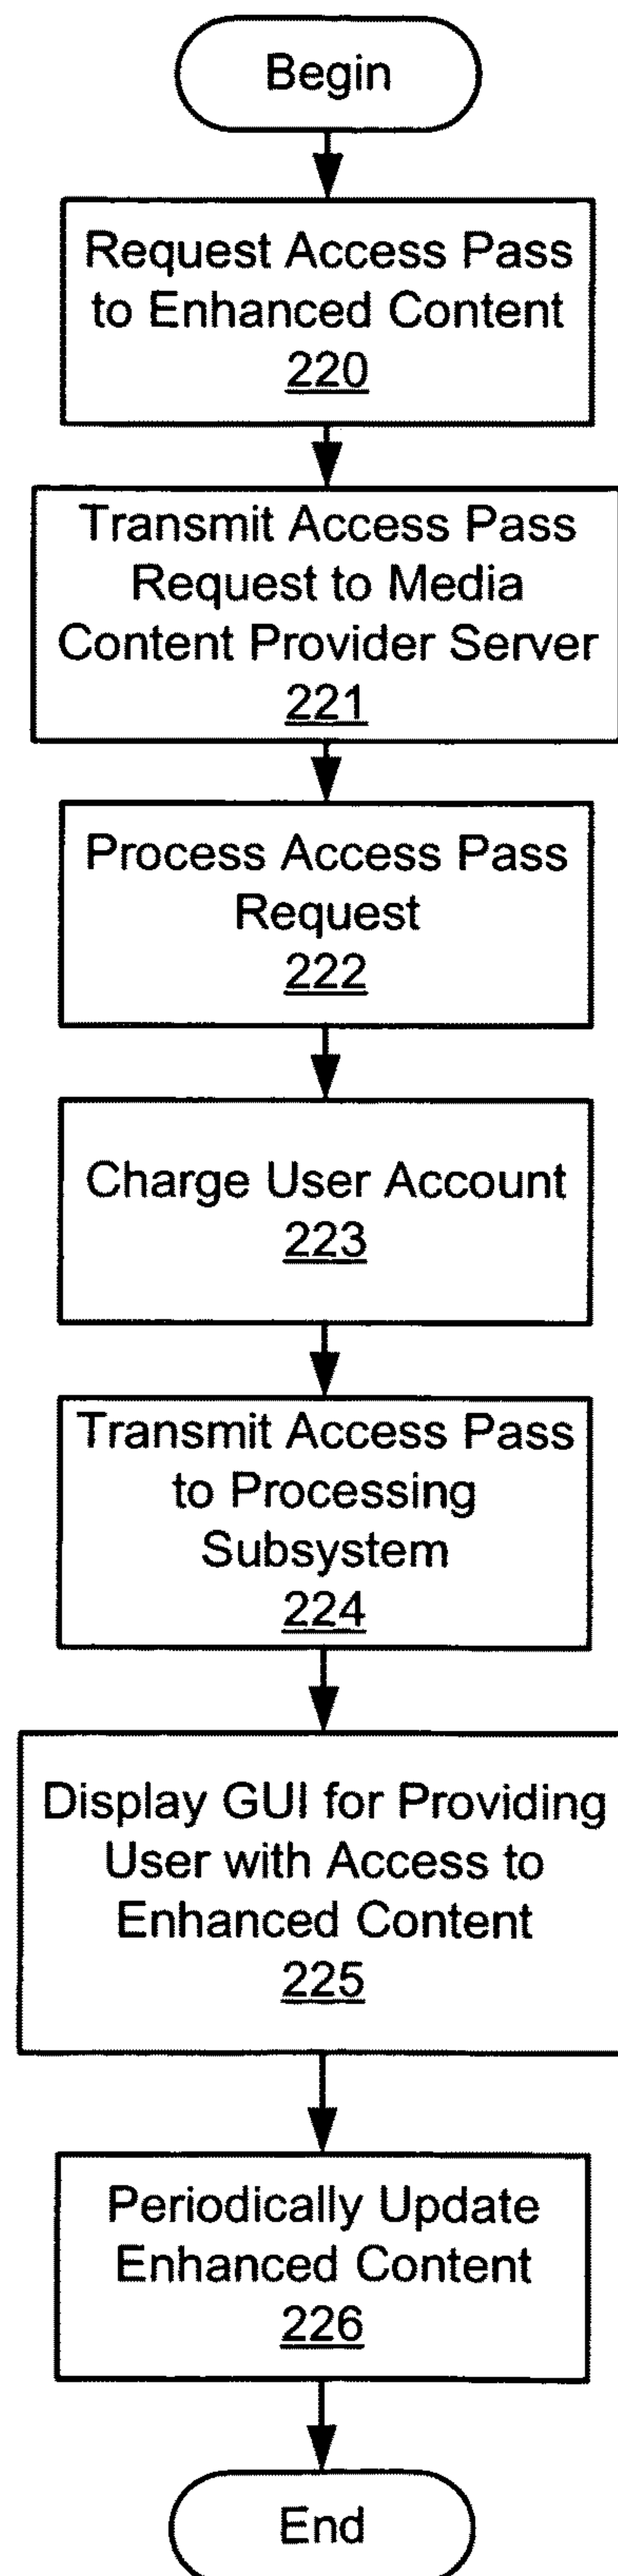 Begin
Request Access Pass
to Enhanced Content
220
Transmit Access Pass
Request to Media
Content Provider Server
221
Process Access Pass
Request
222
Charge User Account
223
Transmit Access Pass
to Processing
Subsystem
224
Display GUI for Providing
User with Access to
Enhanced Content
225
Periodically Update
Enhanced Content
226
End